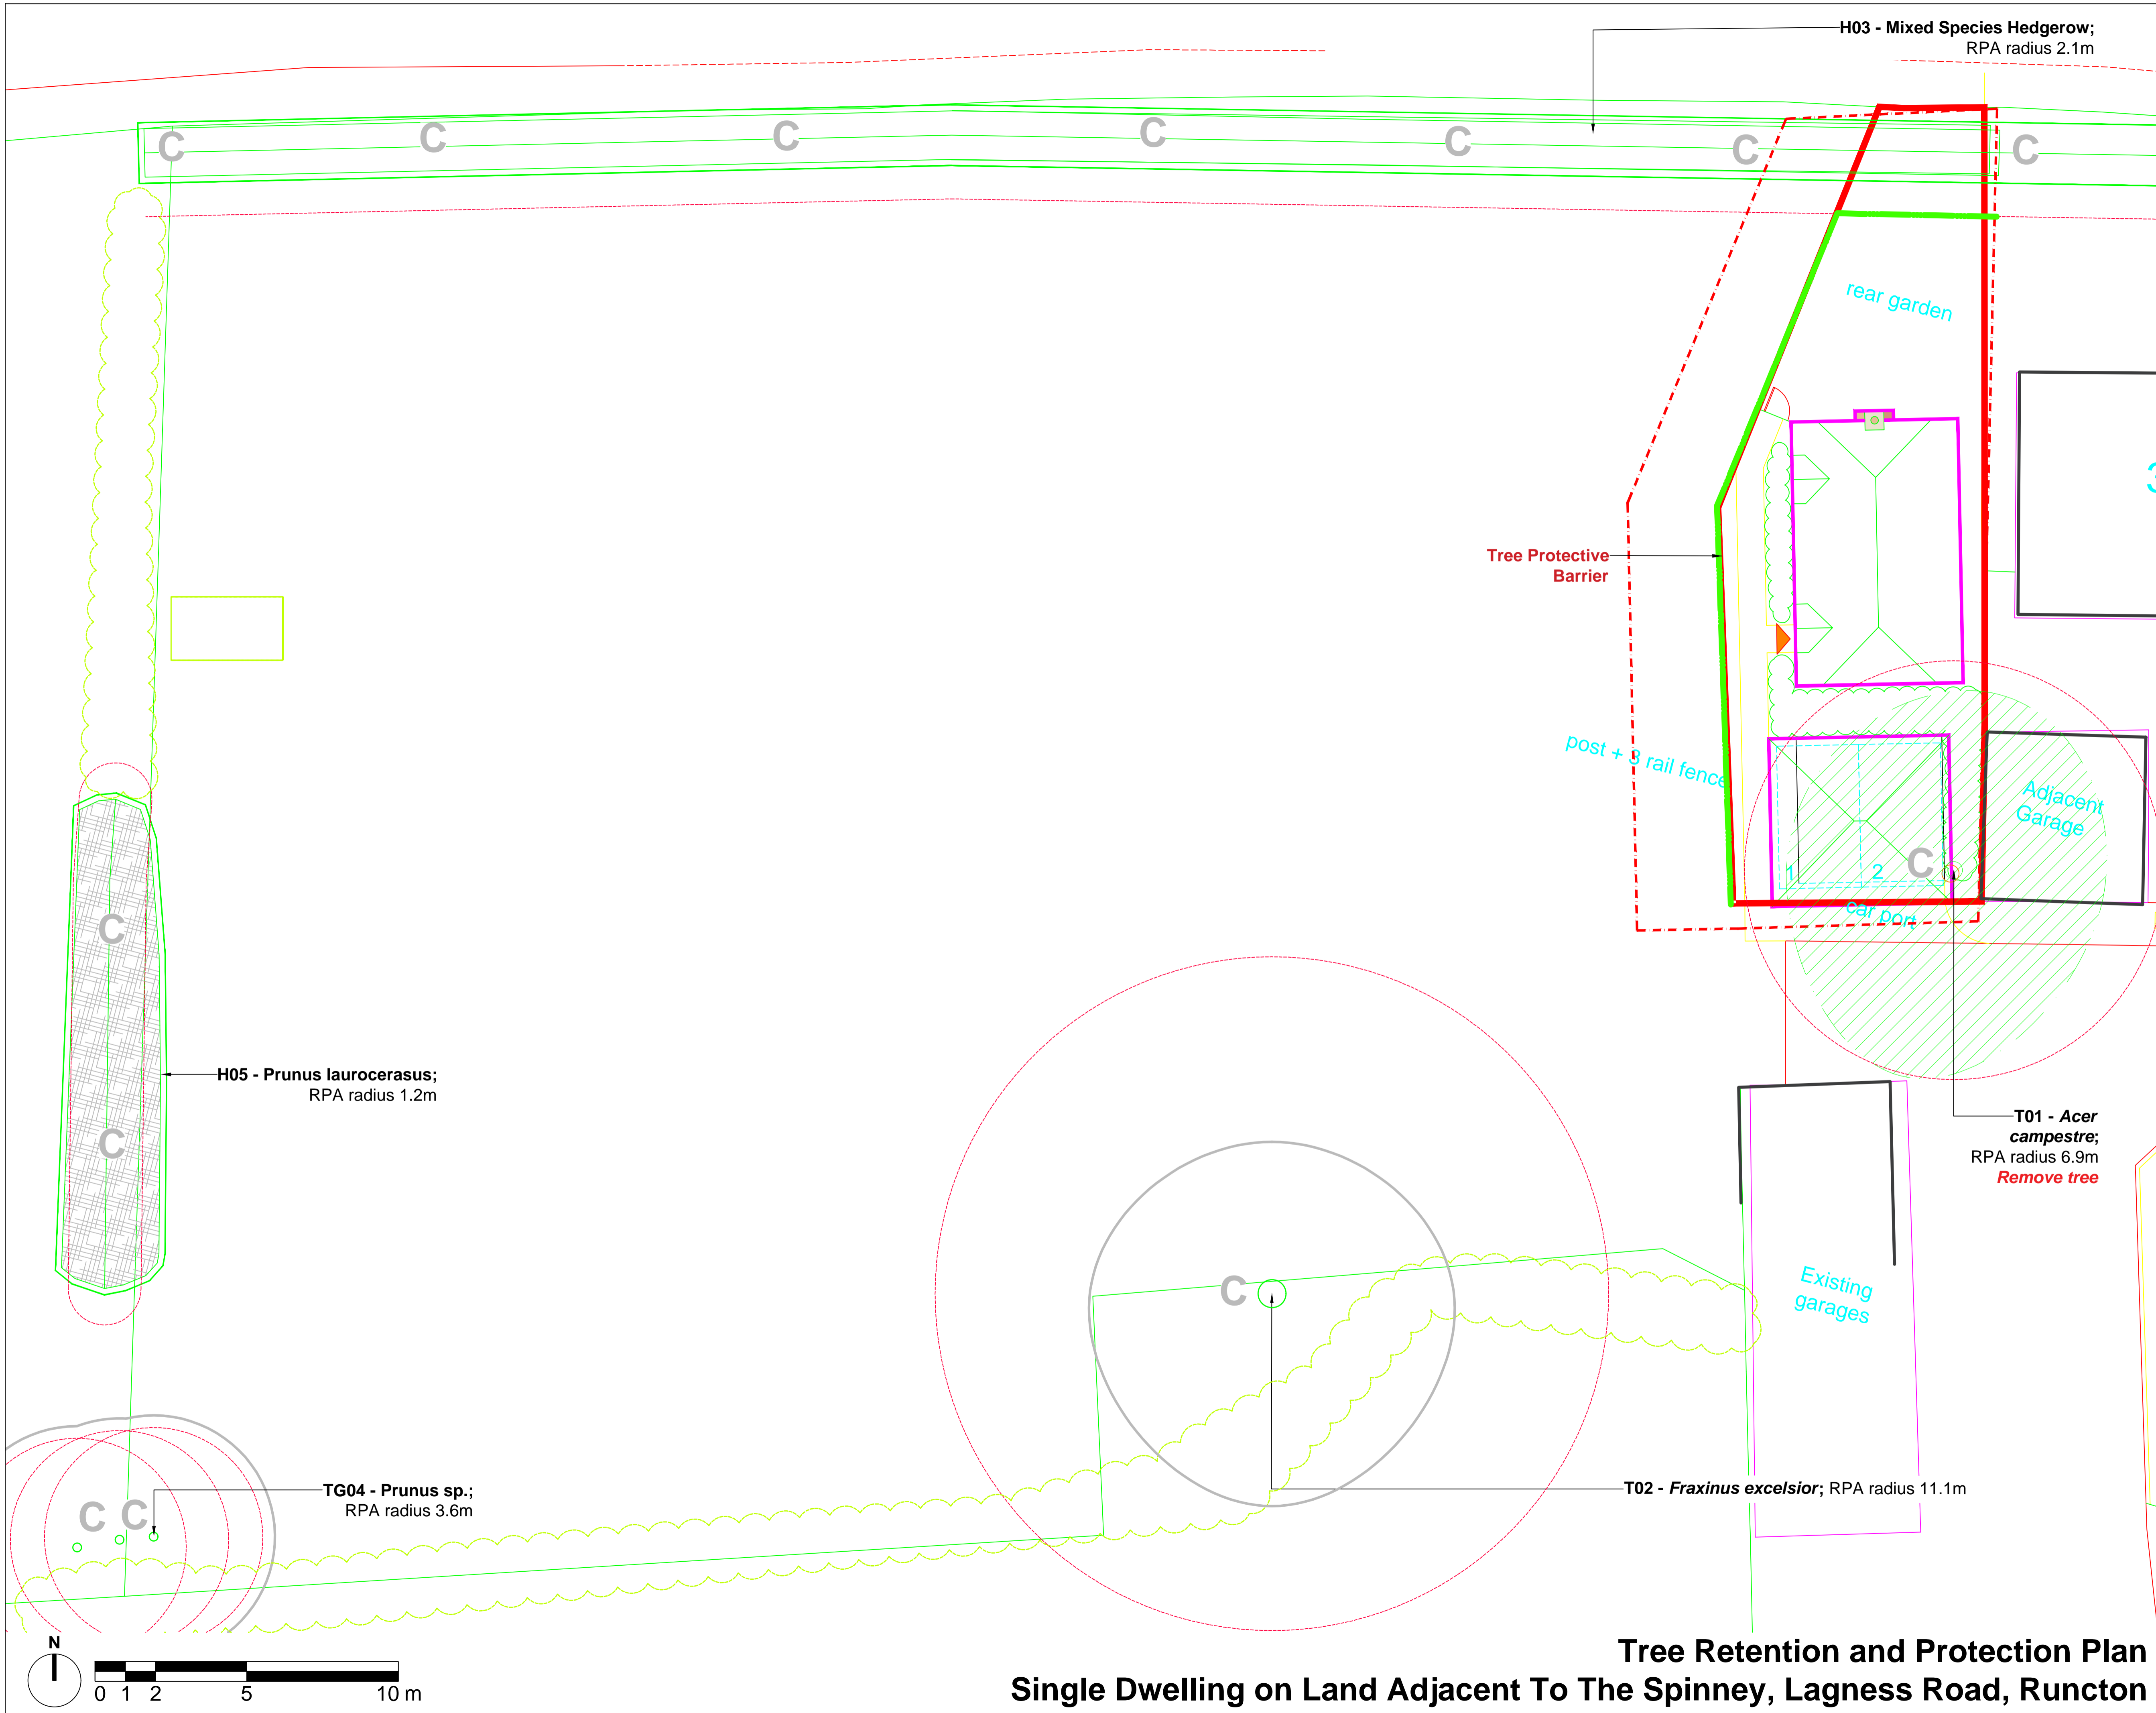 H03 - Mixed Species Hedgerow;
RPA radius 2.1m
C
C
C
C
C
C
C
rear garden
3
Tree Protective
Barrier
post + 3 rail fence
Adjacent
Garage
C
1
2
car port
C
C
H05 - Prunus laurocerasus;
RPA radius 1.2m
T01 - Acer
campestre;
RPA radius 6.9m
Remove tree
C
Existing
garages
TG04 - Prunus sp.;
RPA radius 3.6m
C
C
T02 - Fraxinus excelsior; RPA radius 11.1m
N
0 1 2 5 10 m
Tree Retention and Protection Plan
Single Dwelling on Land Adjacent To The Spinney, Lagness Road, Runcton